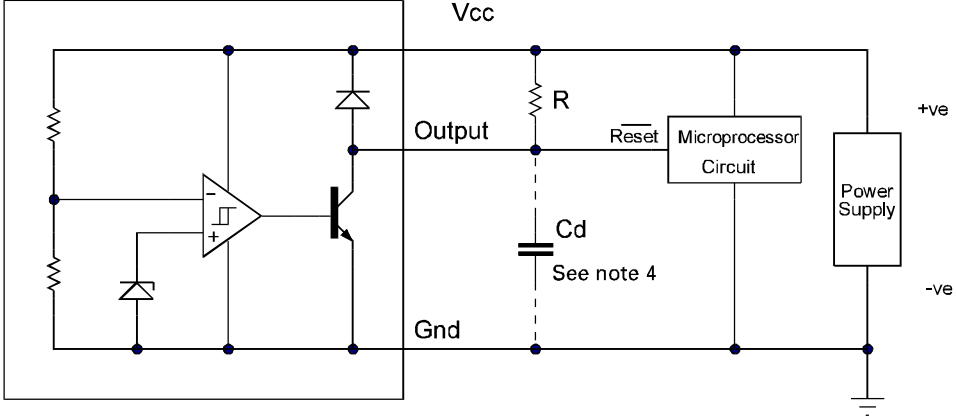 Vcc
R
Output
Reset
Microprocessor
Circuit
+ve
Power
Supply
-
+
Cd
See note 4
-ve
Gnd